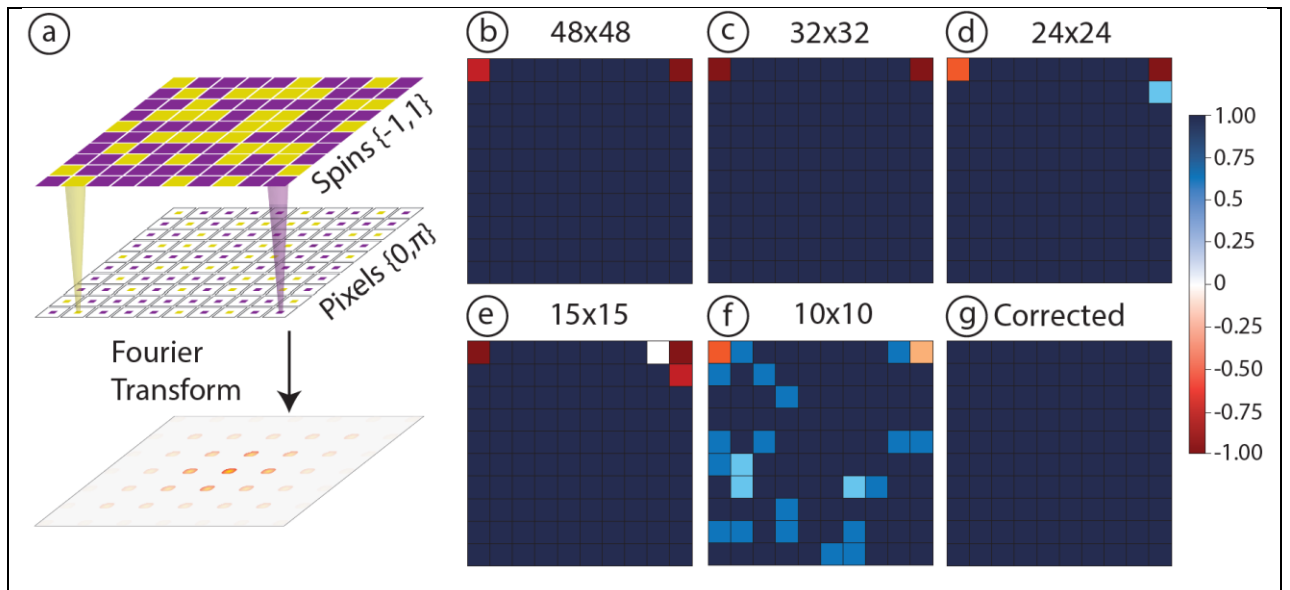 a
Spins {-1, 1}
Pixels {0,π}
Fourier
Transform
b 48x48
c 32x32
d 24x24
e 15x15
f 10x10
g Corrected
1.00
0.75
0.5
0.25
0
-0.25
-0.50
-0.75
-1.00